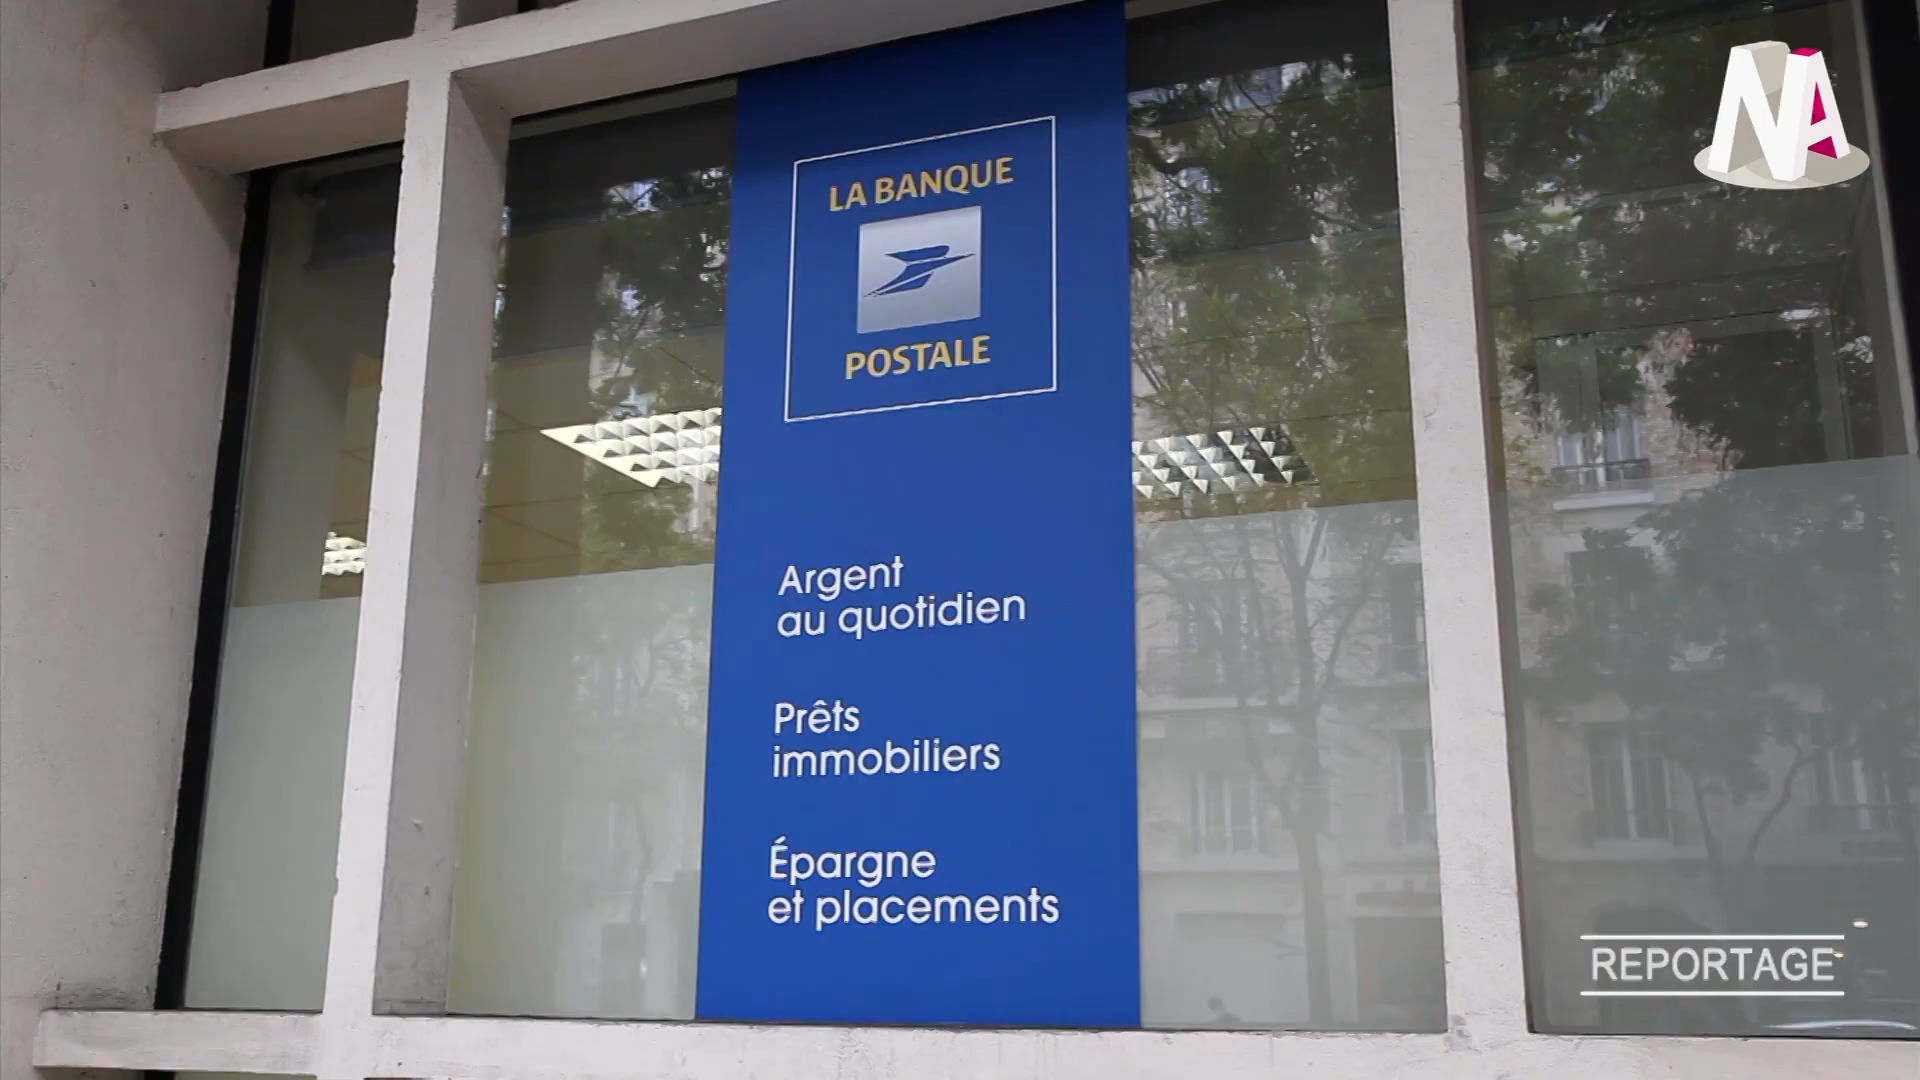 NA
LA BANQUE
POSTALE
Argent
au quotidien
Prêts
immobiliers
Épargne
et placements
REPORTAGE